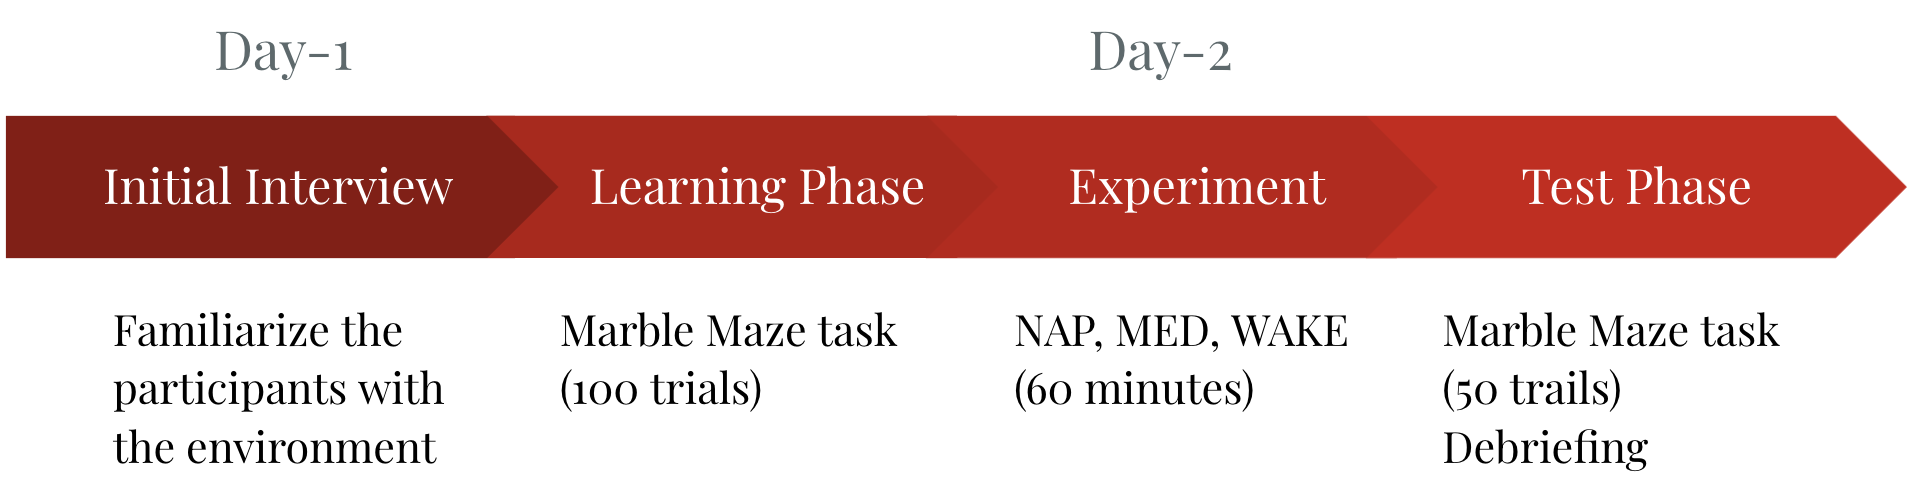 Day-1
Day-2
Initial Interview
Learning Phase
Experiment
Test Phase
Familiarize the
participants with
the environment
Marble Maze task
(100 trials)
NAP, MED, WAKE
(60 minutes)
Marble Maze task
(50 trails)
Debriefing